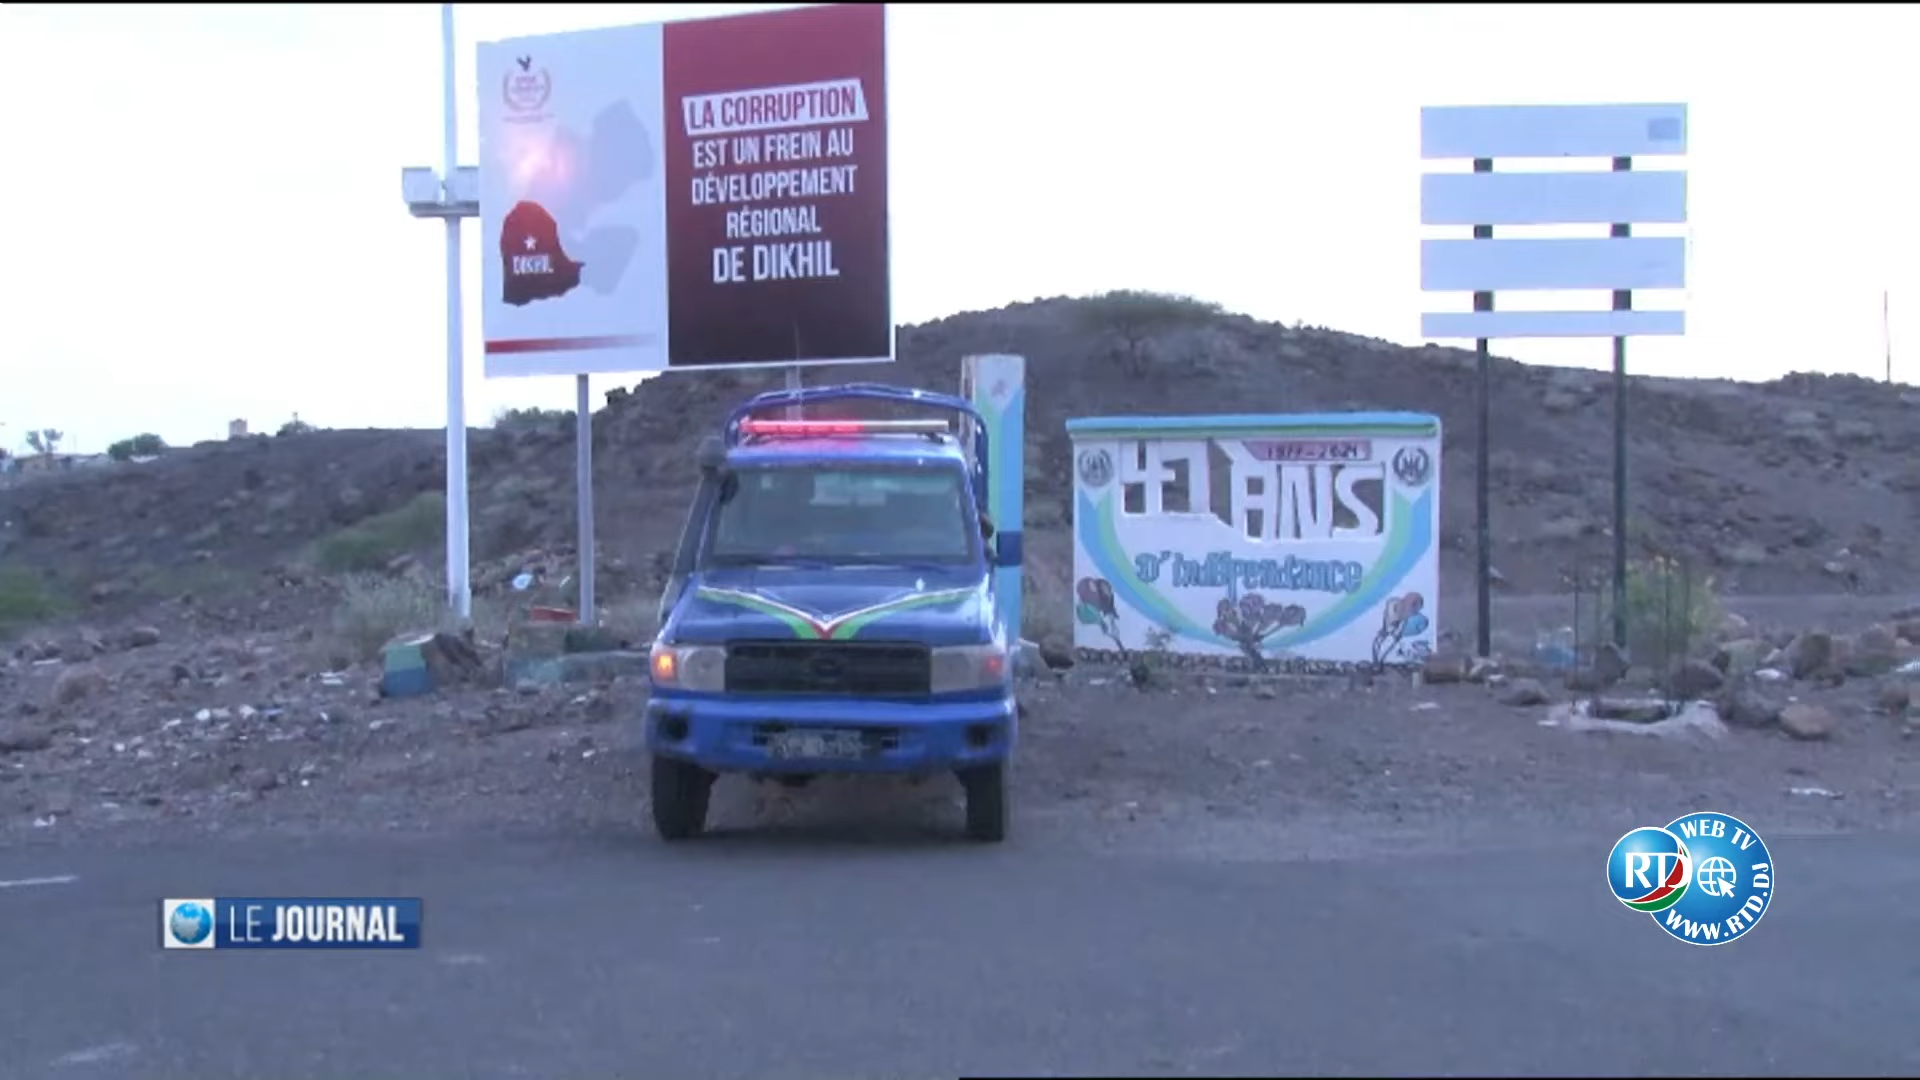 LA CORRUPTION
EST UN FREIN AU
DÉVELOPPEMENT
RÉGIONAL
DE DIKHIL
DIKHIL
1977-2024
47 ANS
D'indépendance
LE JOURNAL
RTD
WEB TV
WWW.RTD.DJ